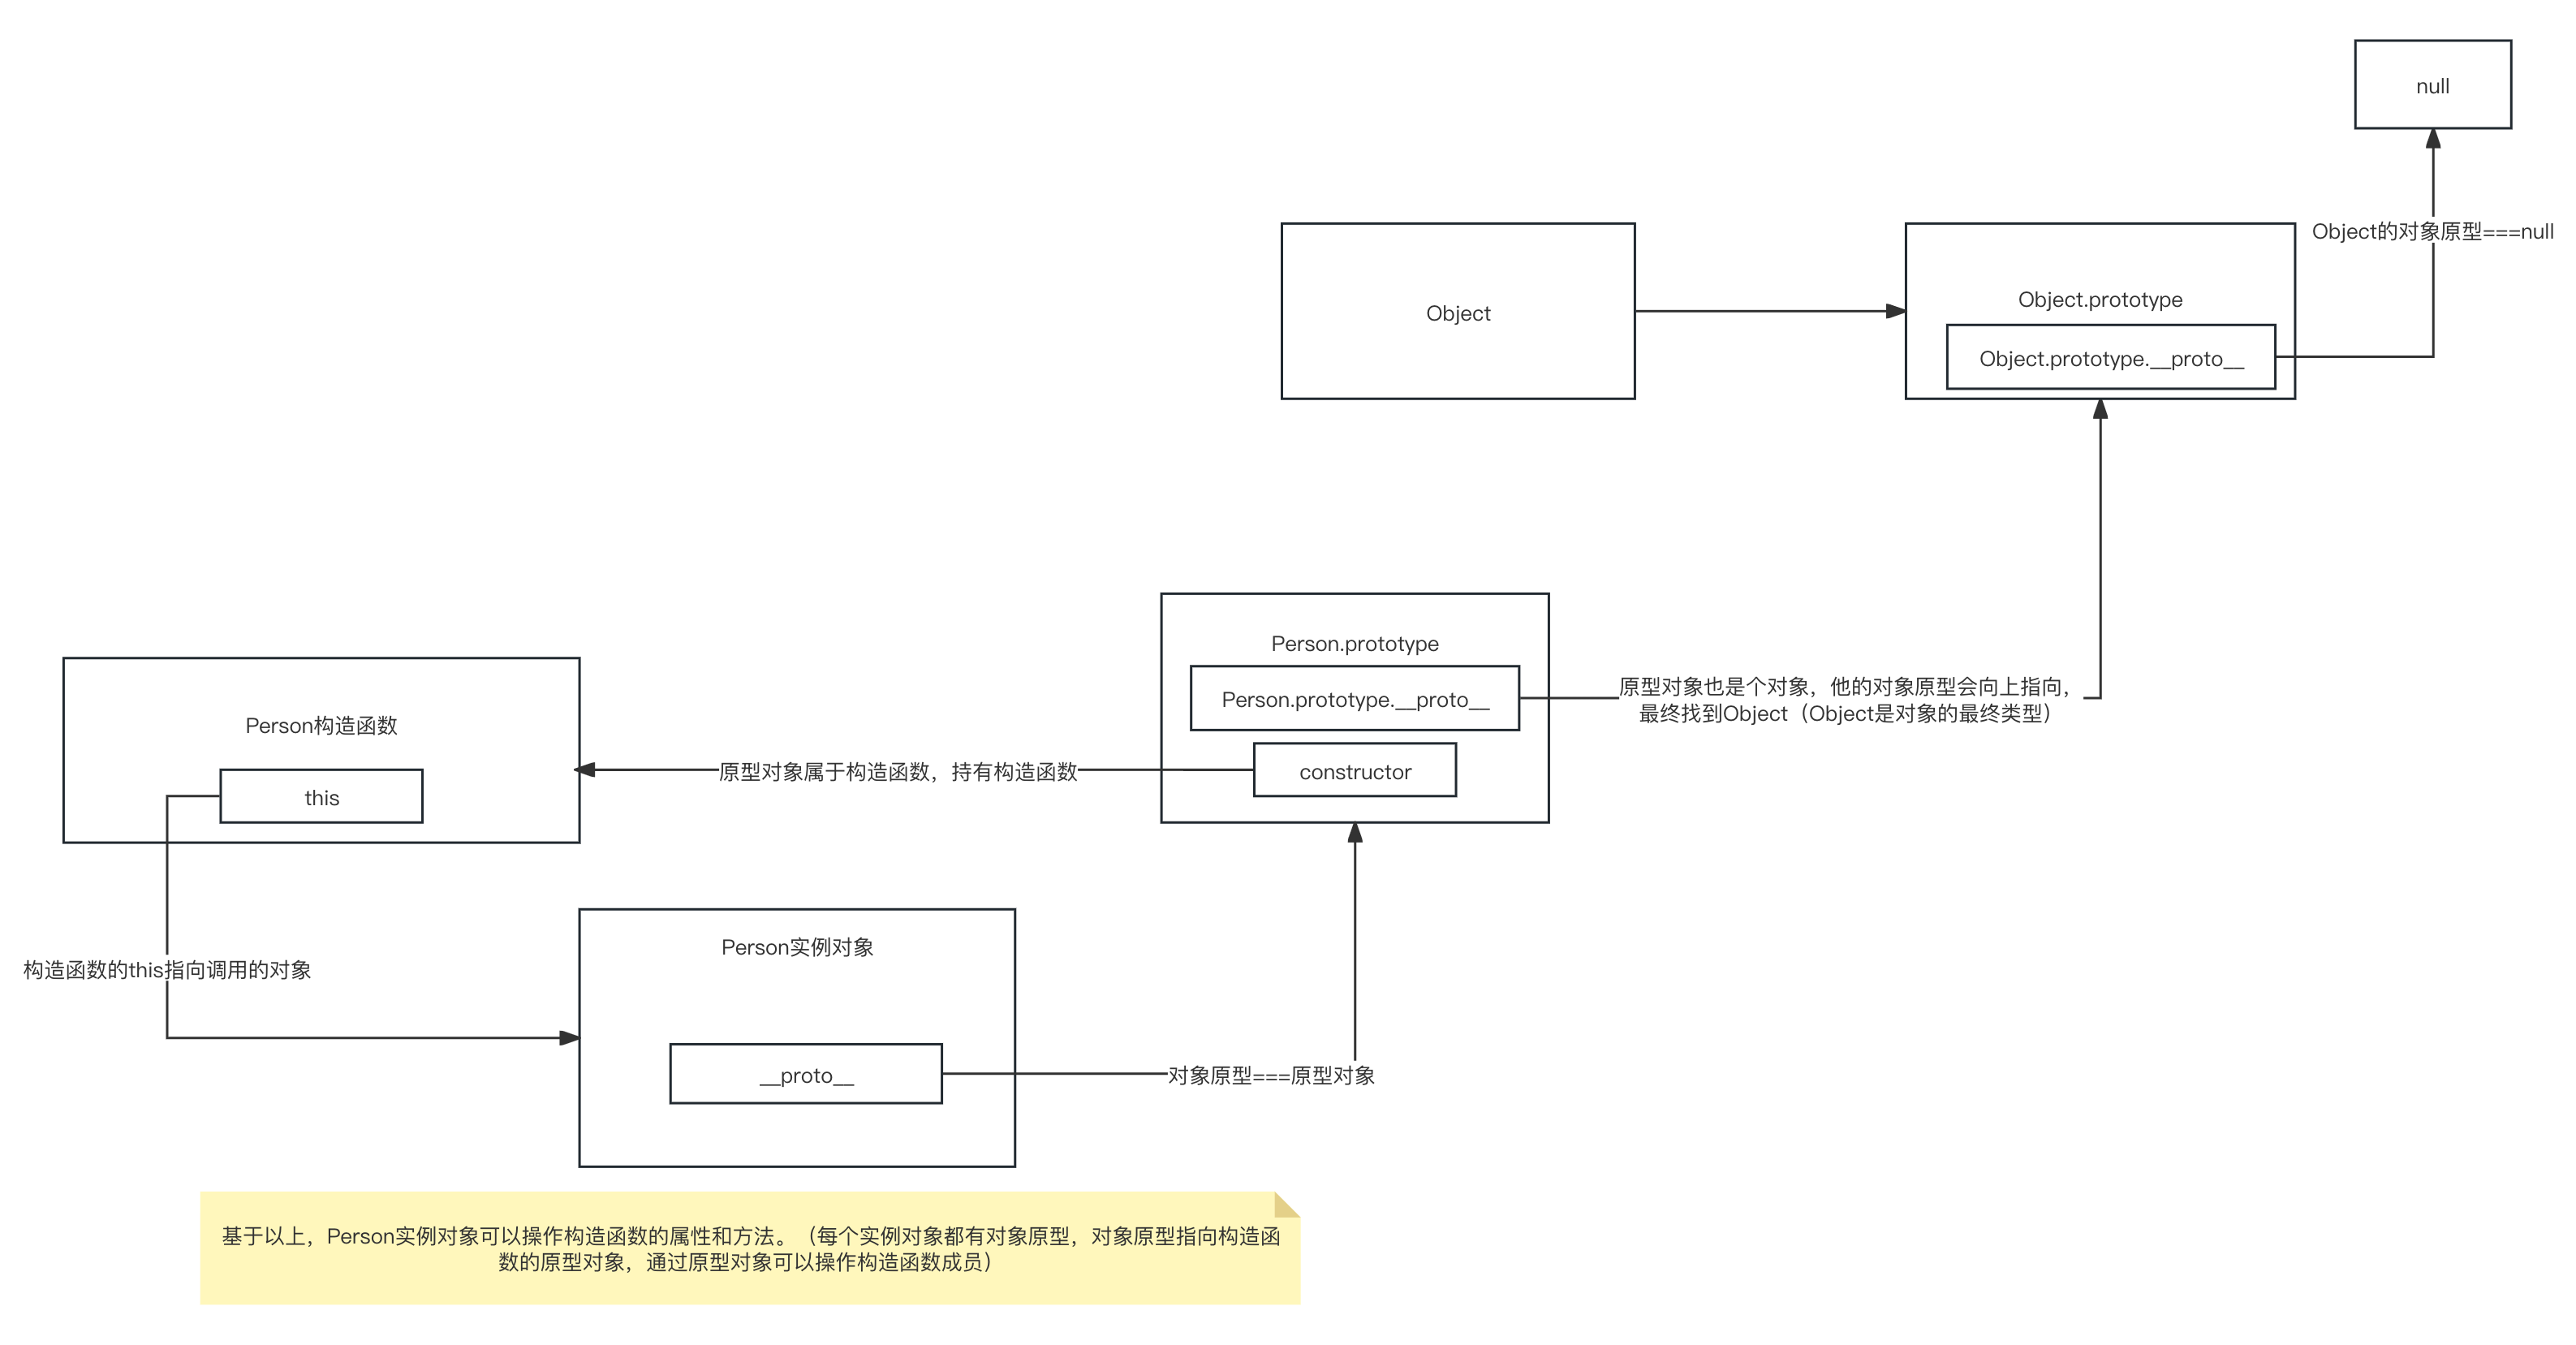 null
Object的对象原型===null
Object
Object.prototype
Object.prototype.__proto__
Person.prototype
Person.prototype.__proto__
原型对象也是个对象，他的对象原型会向上指向，
最终找到Object（Object是对象的最终类型）
constructor
原型对象属于构造函数，持有构造函数
Person构造函数
this
构造函数的this指向调用的对象
Person实例对象
__proto__
对象原型===原型对象
基于以上，Person实例对象可以操作构造函数的属性和方法。（每个实例对象都有对象原型，对象原型指向构造函
数的原型对象，通过原型对象可以操作构造函数成员）